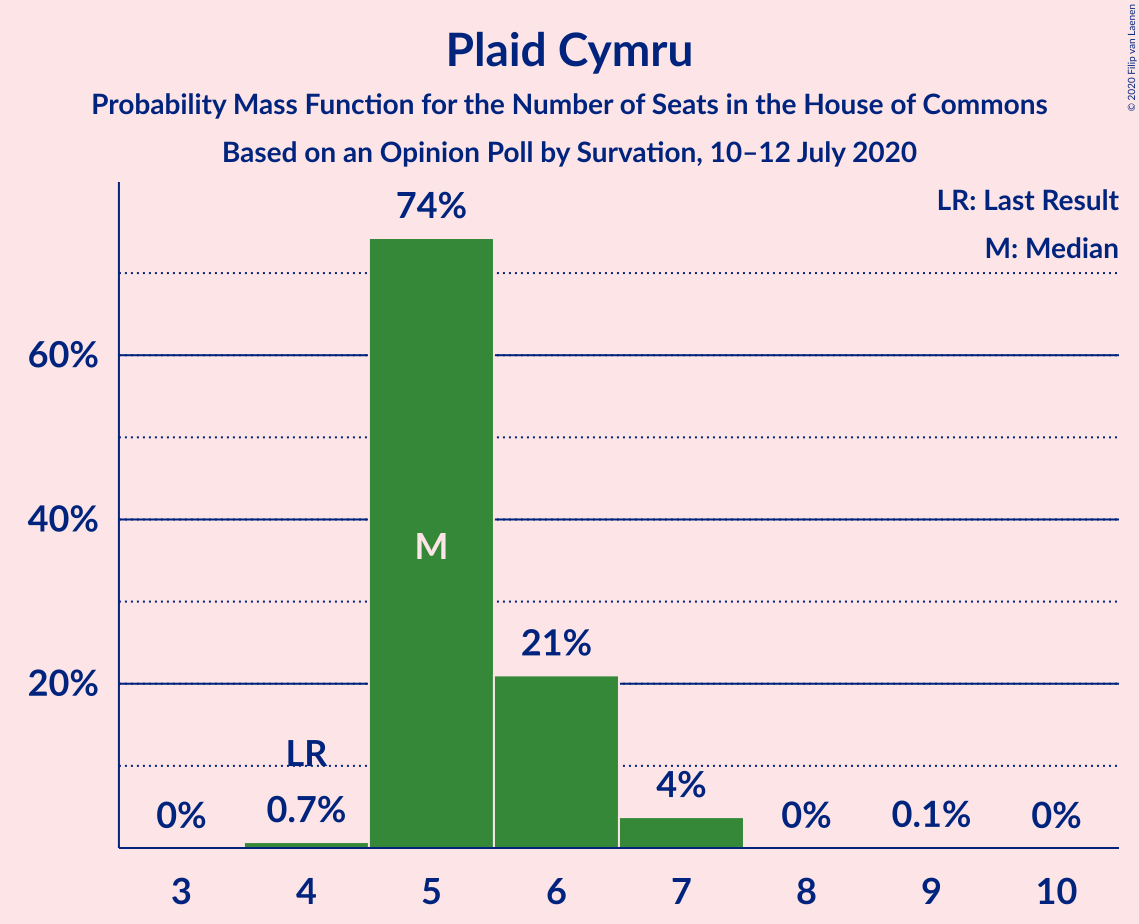 Plaid Cymru
Probability Mass Function for the Number of Seats in the House of Commons
Based on an Opinion Poll by Survation, 10–12 July 2020
© 2020 Filip van Laenen
LR: Last Result
M: Median
74%
60%
40%
M
21%
20%
LR
0%
0.7%
4%
0%
0.1%
0%
3 4 5 6 7 8 9 10